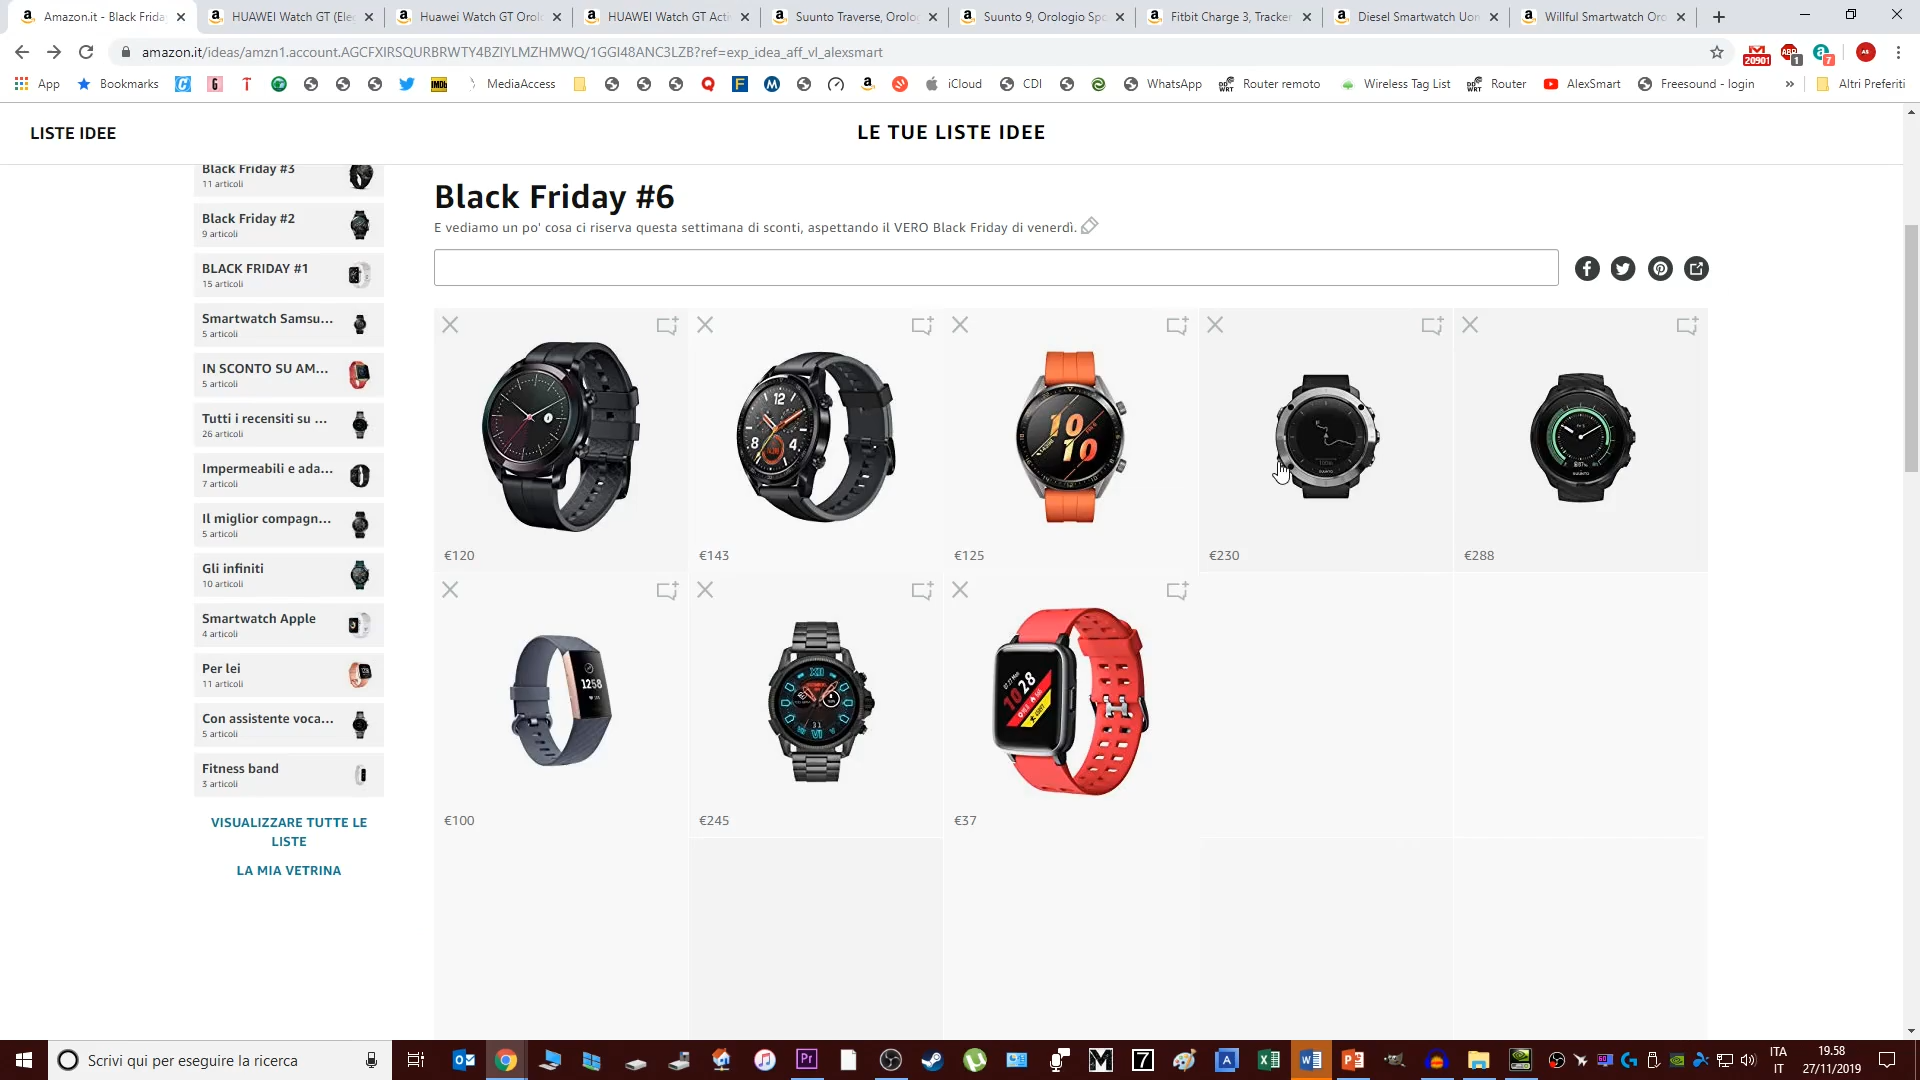 Amazon.it - Black Frida
HUAWEI Watch GT (Ele
Huawei Watch GT Orol
HUAWEI Watch GT Acti
Suunto Traverse, Orolo
Suunto 9, Orologio Spo
Fitbit Charge 3, Tracker
Diesel Smartwatch Uon
Willful Smartwatch Oro
amazon.it/ideas/amzn1.account.AGCFXIRSQURBRWTY4BZIYLMZHMWQ/1GGI48ANC3LZB?ref=exp_idea_aff_vl_alexsmart
20901
1
7
App Bookmarks IMDb MediaAccess iCloud CDI WhatsApp Router remoto Wireless Tag List Router AlexSmart Freesound - login » Altri Preferiti
LISTE IDEE
LE TUE LISTE IDEE
Black Friday #3
11 articoli
Black Friday #2
9 articoli
BLACK FRIDAY #1
15 articoli
Smartwatch Samsu...
5 articoli
IN SCONTO SU AM...
5 articoli
Tutti i recensiti su ...
26 articoli
Impermeabili e ada...
7 articoli
Il miglior compagn...
5 articoli
Gli infiniti
10 articoli
Smartwatch Apple
4 articoli
Per lei
11 articoli
Con assistente voca...
5 articoli
Fitness band
3 articoli
VISUALIZZARE TUTTE LE
LISTE
LA MIA VETRINA
Black Friday #6
E vediamo un po' cosa ci riserva questa settimana di sconti, aspettando il VERO Black Friday di venerdì.
€120
€143
€125
€230
€288
€100
€245
€37
Scrivi qui per eseguire la ricerca
ITA
IT
19.58
27/11/2019